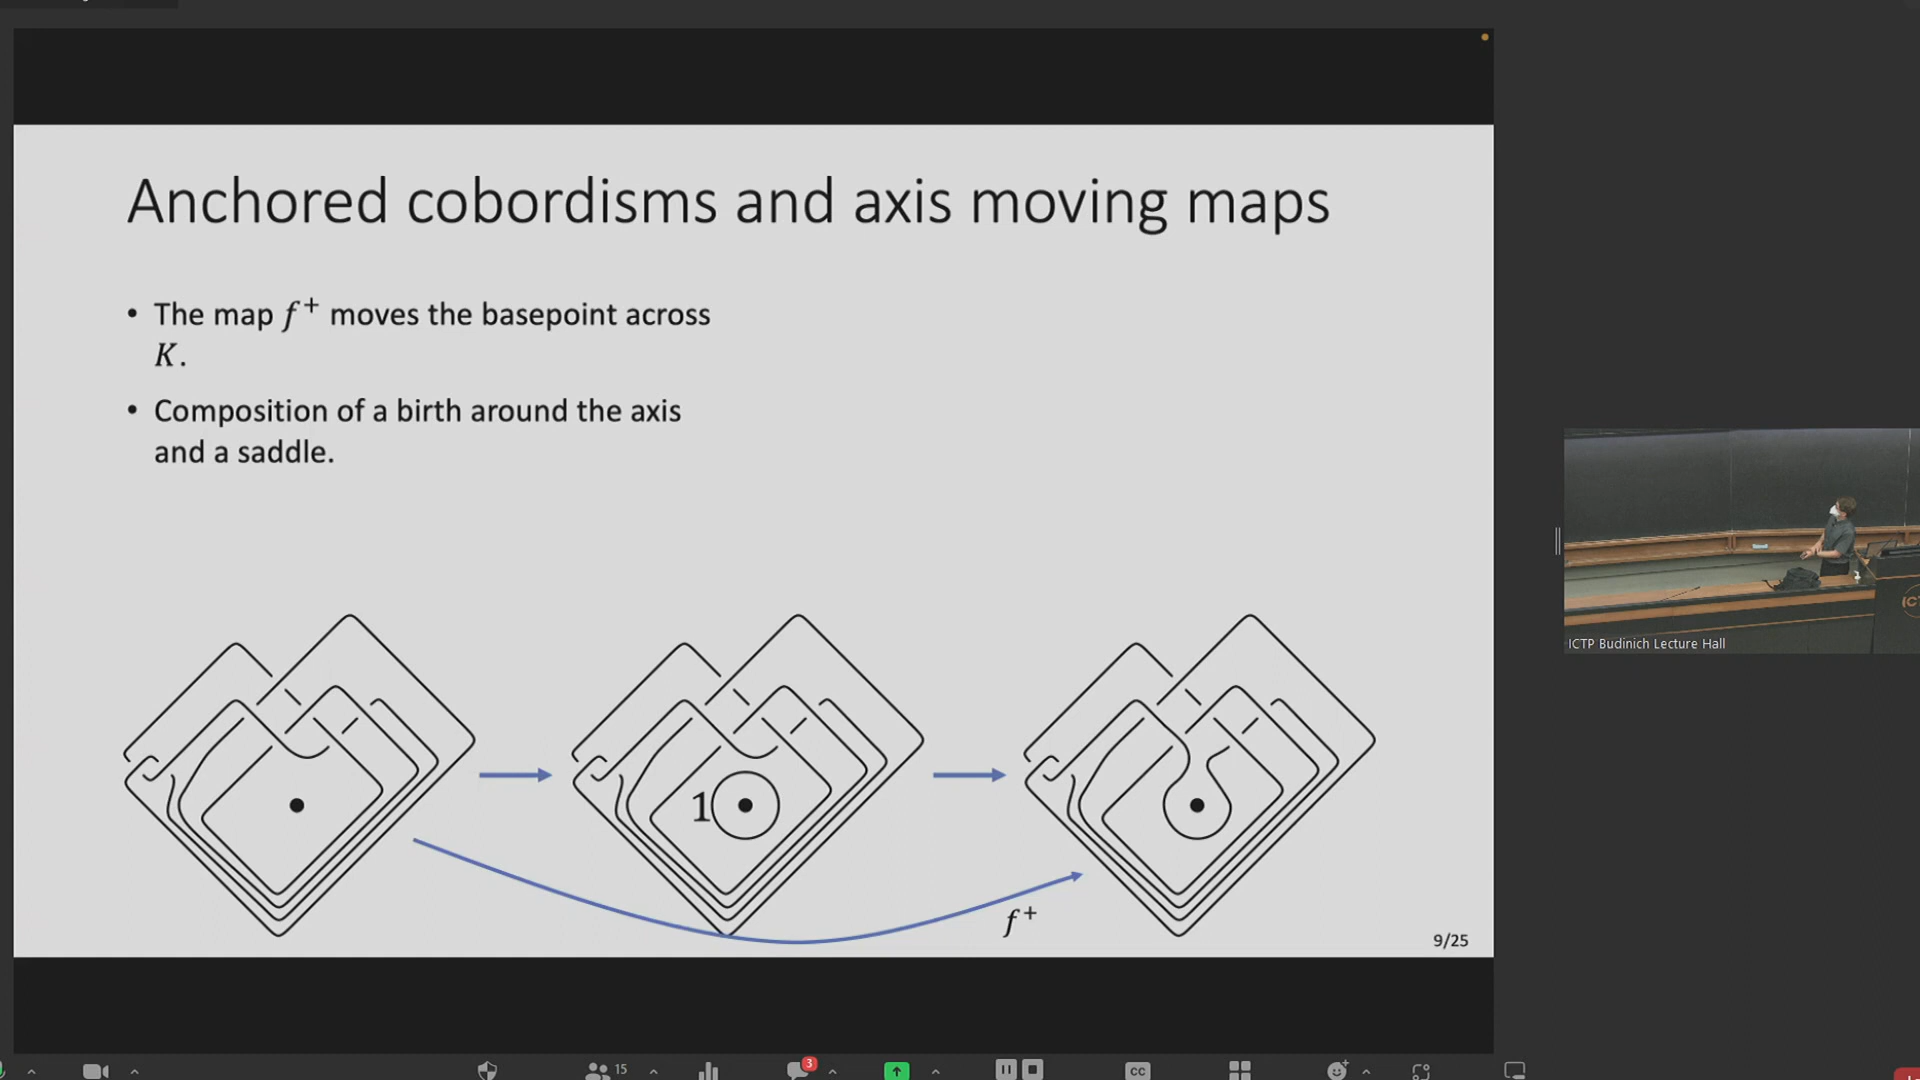 Anchored cobordisms and axis moving maps
• The map f⁺ moves the basepoint across
K.
• Composition of a birth around the axis
and a saddle.
1
f⁺
9/25
ICTP Budinich Lecture Hall
15
3
CC